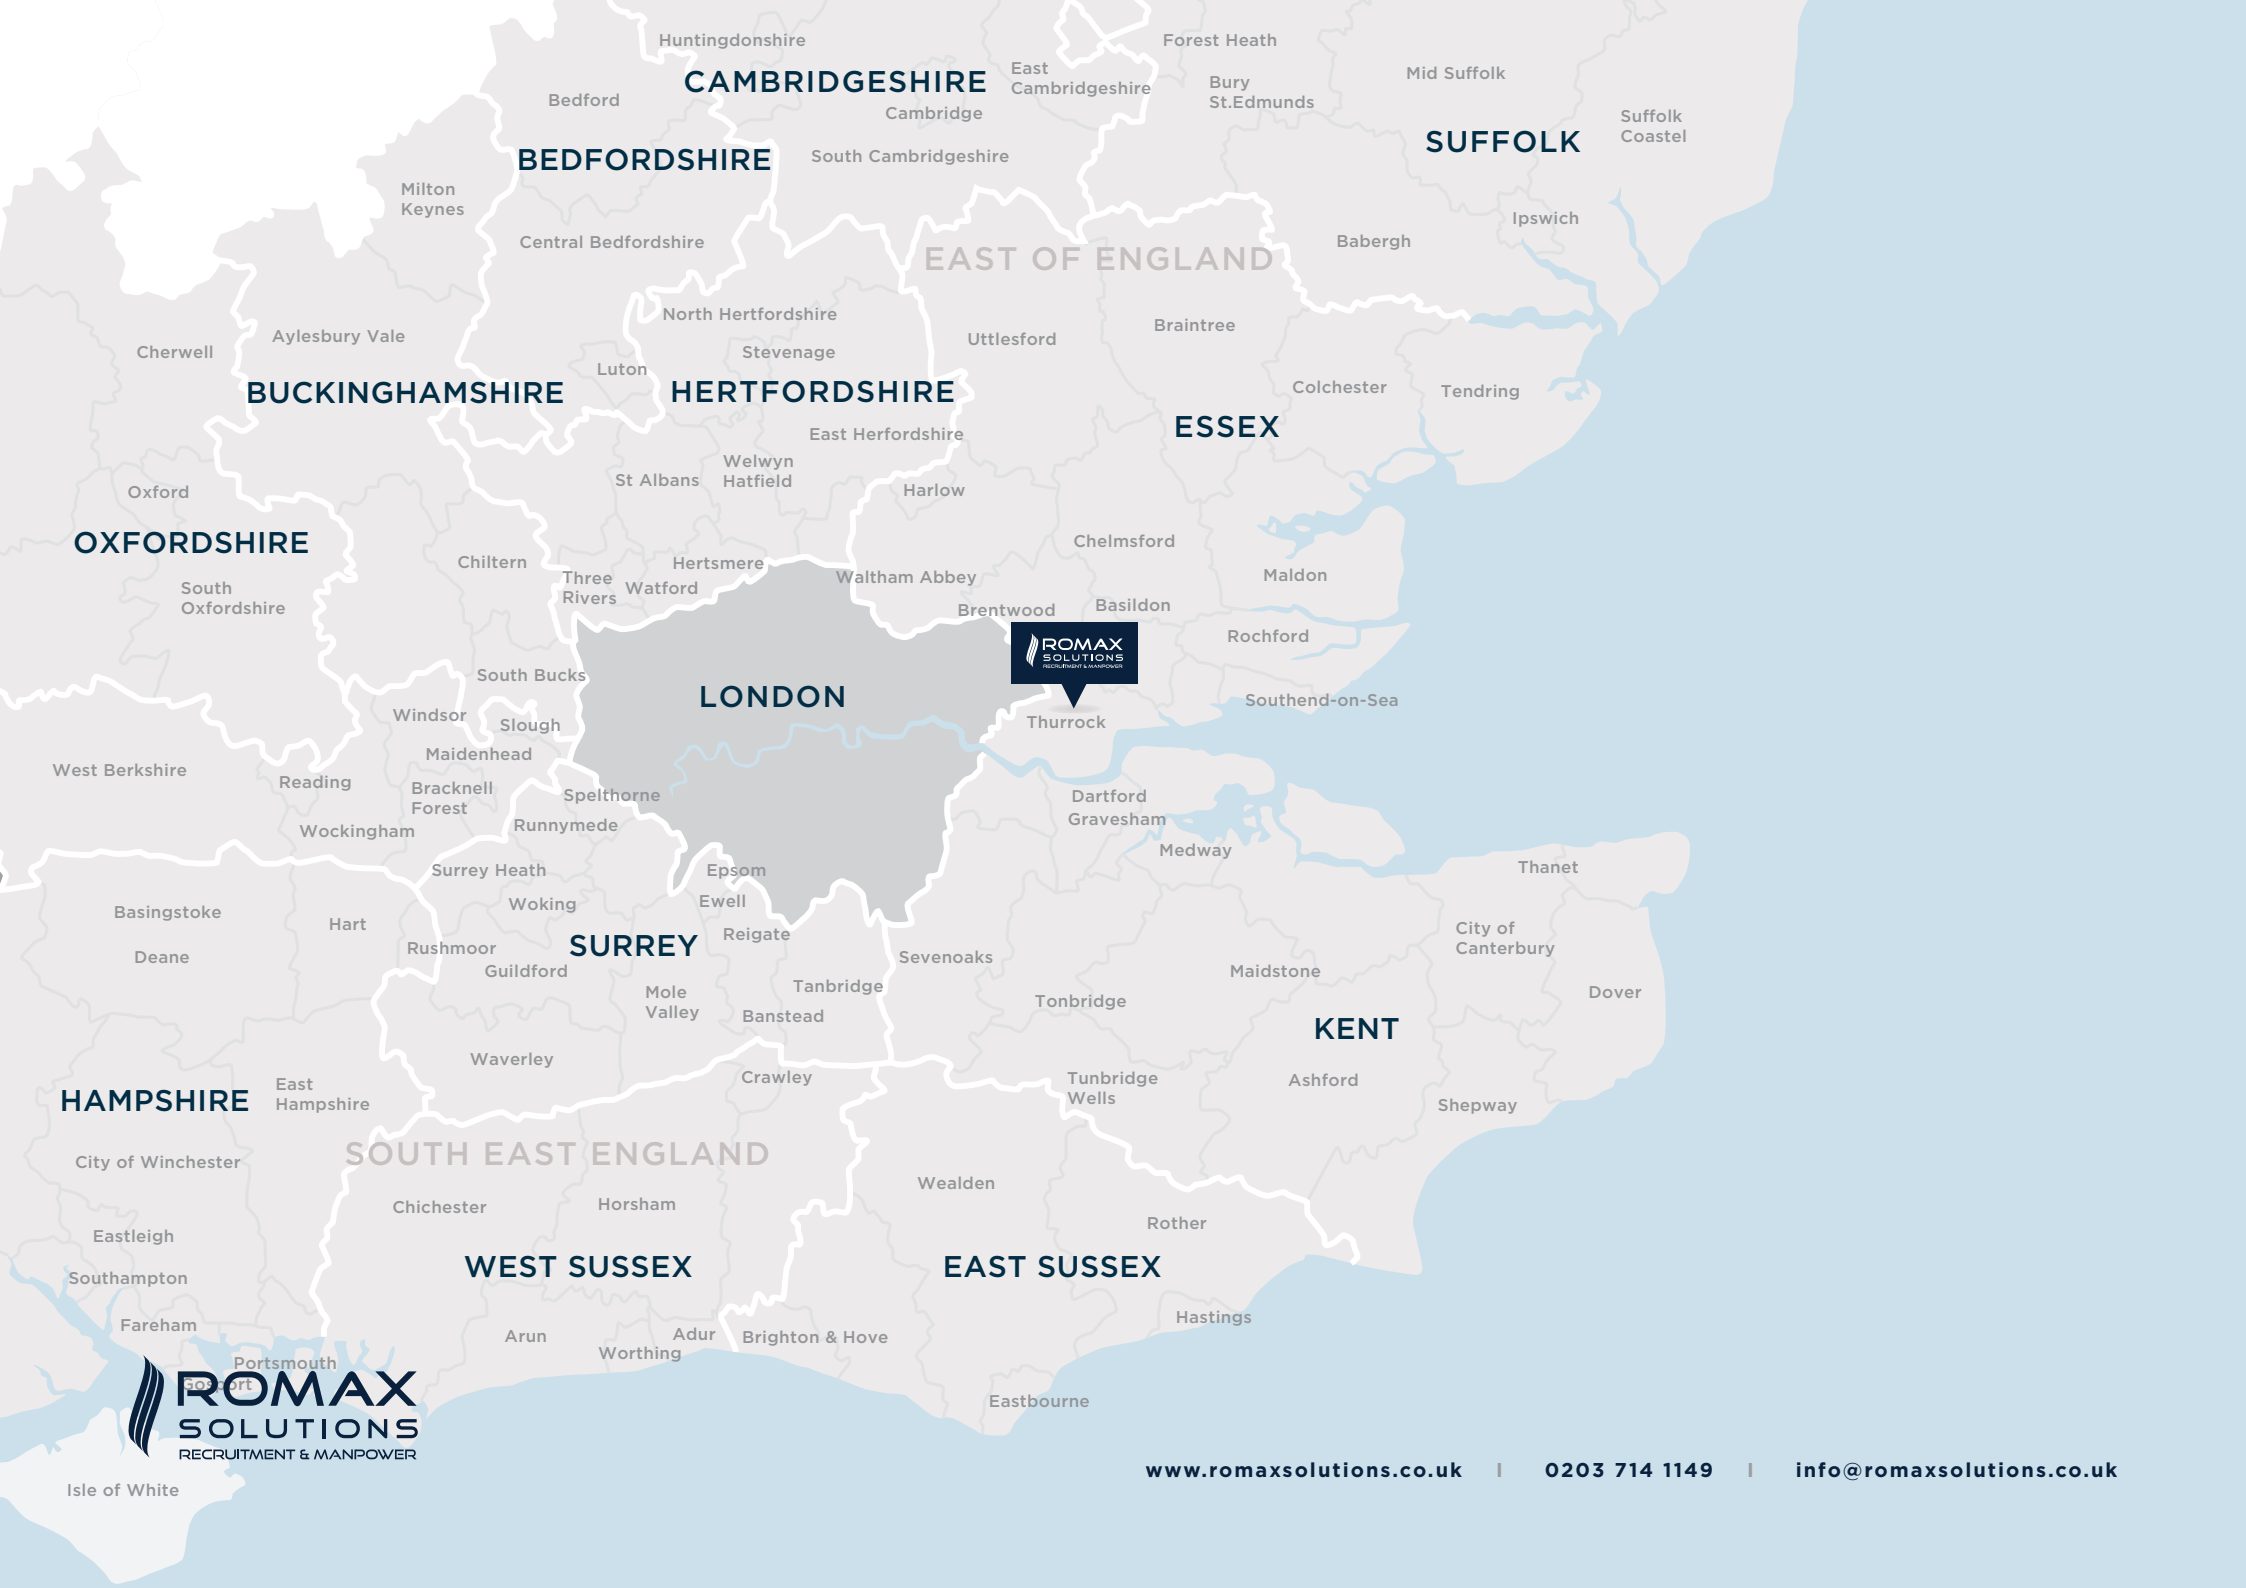 Huntingdonshire
Forest Heath
CAMBRIDGESHIRE
East
Cambridgeshire
Mid Suffolk
Bury
St.Edmunds
Bedford
Cambridge
Suffolk
Coastel
SUFFOLK
BEDFORDSHIRE
South Cambridgeshire
Milton
Keynes
Ipswich
Central Bedfordshire
Babergh
EAST OF ENGLAND
North Hertfordshire
Braintree
Aylesbury Vale
Uttlesford
Cherwell
Stevenage
Luton
BUCKINGHAMSHIRE
HERTFORDSHIRE
Colchester
Tendring
ESSEX
East Herfordshire
Welwyn
Hatfield
St Albans
Oxford
Harlow
OXFORDSHIRE
Chelmsford
Chiltern
Hertsmere
Three
Rivers
Watford
Waltham Abbey
Maldon
South
Oxfordshire
Brentwood
Basildon
Rochford
ROMAX
SOLUTIONS
RECRUITMENT & MANPOWER
South Bucks
LONDON
Southend-on-Sea
Windsor
Slough
Thurrock
Maidenhead
West Berkshire
Reading
Bracknell
Forest
Spelthorne
Dartford
Gravesham
Wockingham
Runnymede
Medway
Surrey Heath
Epsom
Thanet
Woking
Ewell
Basingstoke
Hart
City of
Canterbury
Rushmoor
SURREY
Reigate
Deane
Guildford
Sevenoaks
Maidstone
Mole
Valley
Tanbridge
Tonbridge
Dover
Banstead
KENT
Waverley
Crawley
Tunbridge
Wells
Ashford
HAMPSHIRE
East
Hampshire
Shepway
SOUTH EAST ENGLAND
City of Winchester
Wealden
Chichester
Horsham
Rother
Eastleigh
WEST SUSSEX
EAST SUSSEX
Southampton
Hastings
Fareham
Arun
Adur
Brighton & Hove
Worthing
Portsmouth
Gosport
ROMAX
SOLUTIONS
RECRUITMENT & MANPOWER
Eastbourne
Isle of White
www.romaxsolutions.co.uk | 0203 714 1149 | info@romaxsolutions.co.uk